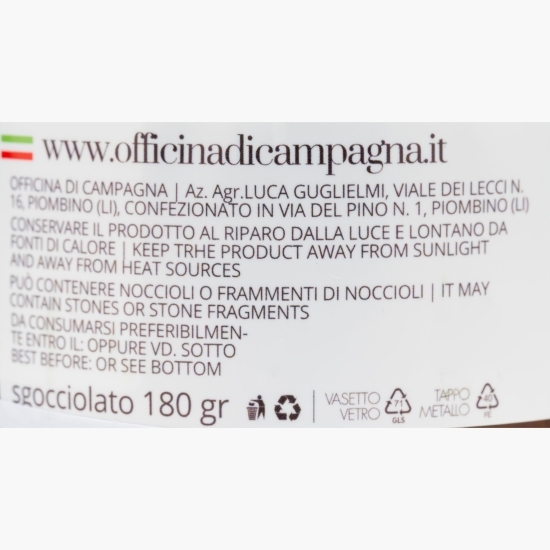 www.officinadicampagna.it
OFFICINA DI CAMPAGNA | Az. Agr.LUCA GUGLIELMI, VIALE DEI LECCI N.
16, PIOMBINO (LI), CONFEZIONATO IN VIA DEL PINO N. 1, PIOMBINO (LI)
CONSERVARE IL PRODOTTO AL RIPARO DALLA LUCE E LONTANO DA
FONTI DI CALORE | KEEP TRHE PRODUCT AWAY FROM SUNLIGHT
AND AWAY FROM HEAT SOURCES
PUÒ CONTENERE NOCCIOLI O FRAMMENTI DI NOCCIOLI | IT MAY
CONTAIN STONES OR STONE FRAGMENTS
DA CONSUMARSI PREFERIBILMEN-
TE ENTRO IL: OPPURE VD. SOTTO
BEST BEFORE: OR SEE BOTTOM
sgocciolato 180 gr
VASETTO
VETRO
71
GLS
TAPPO
METALLO
40
FE